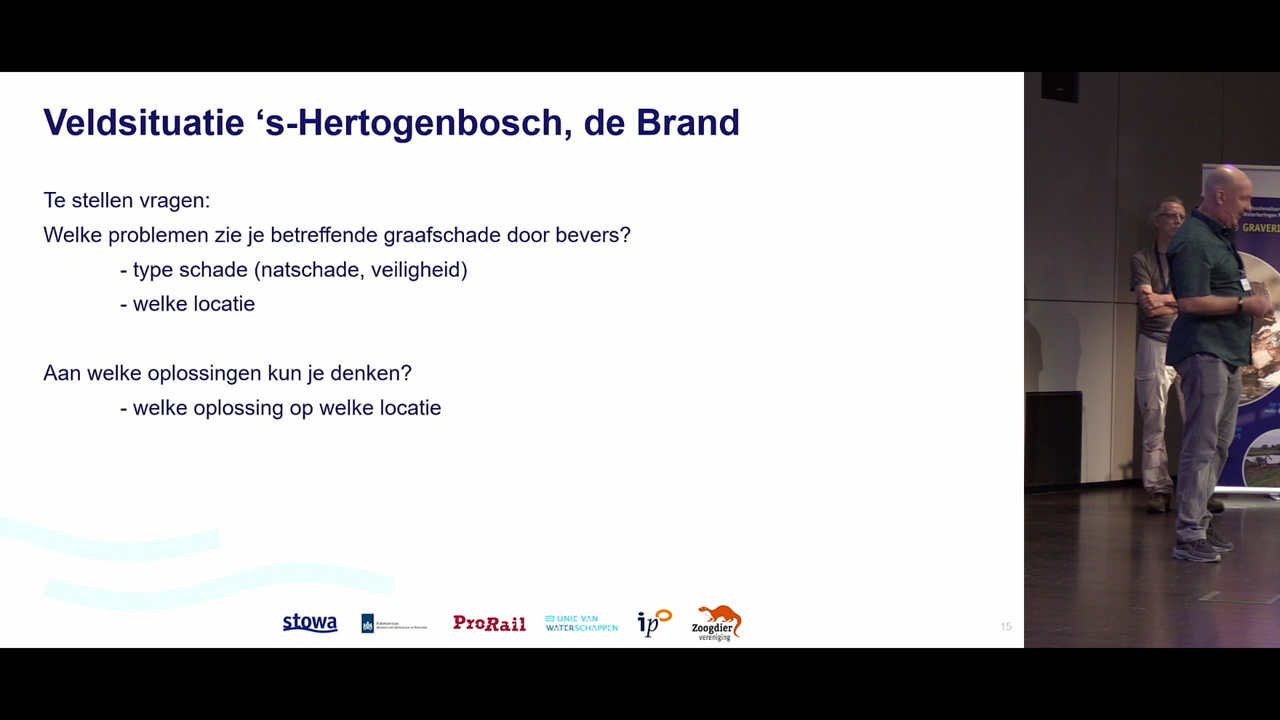 Veldsituatie ‘s-Hertogenbosch, de Brand
Te stellen vragen:
Welke problemen zie je betreffende graafschade door bevers?
- type schade (natschade, veiligheid)
- welke locatie
Aan welke oplossingen kun je denken?
- welke oplossing op welke locatie
stowa
ProRail
UNIE VAN
WATERSCHAPPEN
ipo
Zoogdier
vereniging
15
GRAVERI